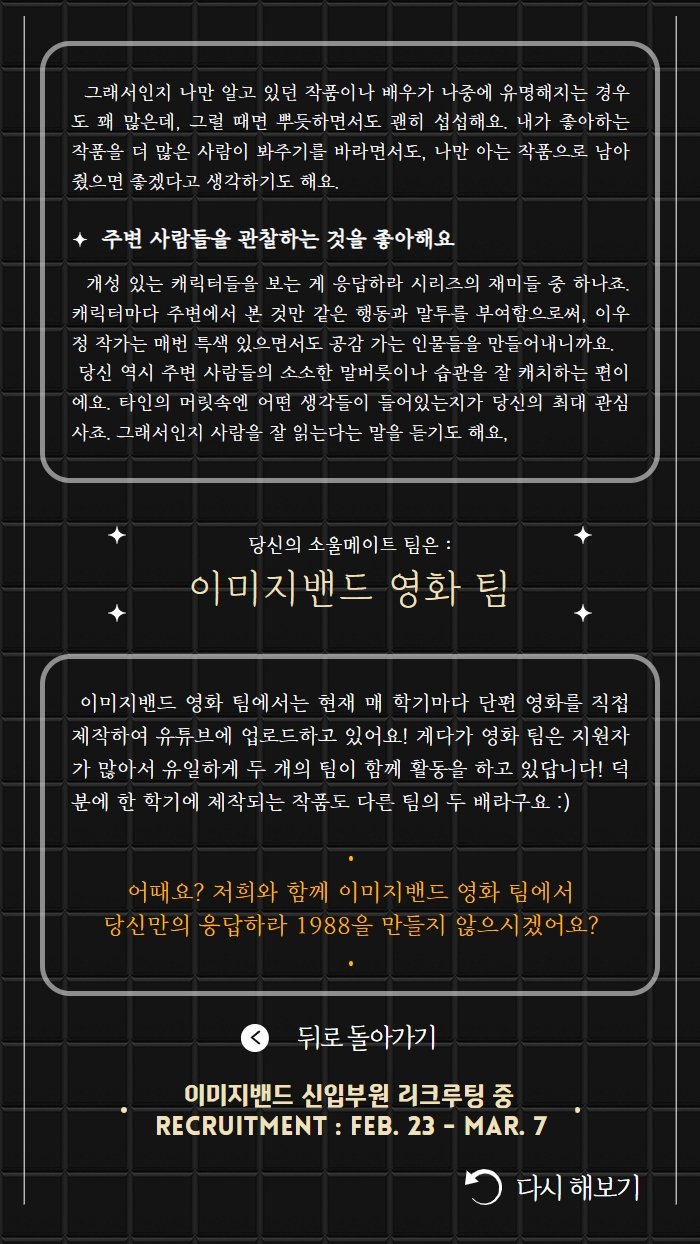 그래서인지 나만 알고 있던 작품이나 배우가 나중에 유명해지는 경우
도 꽤 많은데, 그럴 때면 뿌듯하면서도 괜히 섭섭해요. 내가 좋아하는
작품을 더 많은 사람이 봐주기를 바라면서도, 나만 아는 작품으로 남아
줬으면 좋겠다고 생각하기도 해요.
✦ 주변 사람들을 관찰하는 것을 좋아해요
개성 있는 캐릭터들을 보는 게 응답하라 시리즈의 재미들 중 하나죠.
캐릭터마다 주변에서 본 것만 같은 행동과 말투를 부여함으로써, 이우
정 작가는 매번 특색 있으면서도 공감 가는 인물들을 만들어내니까요.
당신 역시 주변 사람들의 소소한 말버릇이나 습관을 잘 캐치하는 편이
에요. 타인의 머릿속엔 어떤 생각들이 들어있는지가 당신의 최대 관심
사죠. 그래서인지 사람을 잘 읽는다는 말을 듣기도 해요,
당신의 소울메이트 팀은 :
이미지밴드 영화 팀
이미지밴드 영화 팀에서는 현재 매 학기마다 단편 영화를 직접
제작하여 유튜브에 업로드하고 있어요! 게다가 영화 팀은 지원자
가 많아서 유일하게 두 개의 팀이 함께 활동을 하고 있답니다! 덕
분에 한 학기에 제작되는 작품도 다른 팀의 두 배라구요 :)
어때요? 저희와 함께 이미지밴드 영화 팀에서
당신만의 응답하라 1988을 만들지 않으시겠어요?
뒤로 돌아가기
이미지밴드 신입부원 리크루팅 중
RECRUITMENT : FEB. 23 - MAR. 7
다시 해보기